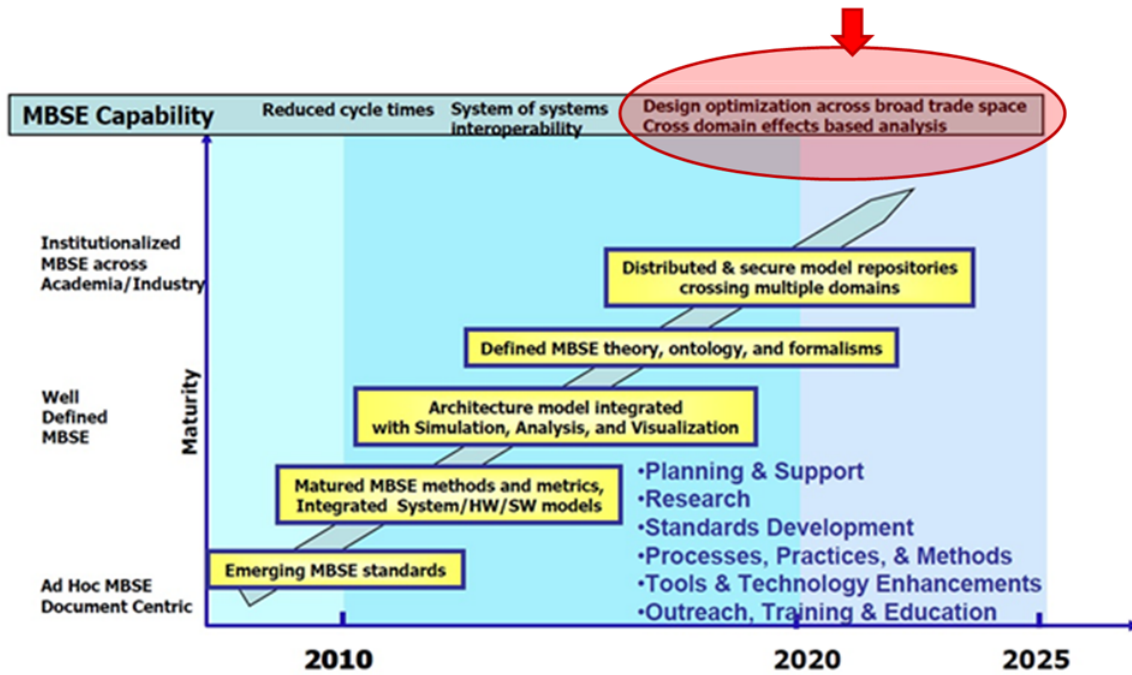 MBSE Capability
Reduced cycle times
System of systems
interoperability
Design optimization across broad trade space
Cross domain effects based analysis
Institutionalized
MBSE across
Academia/Industry
Distributed & secure model repositories
crossing multiple domains
Defined MBSE theory, ontology, and formalisms
Well
Defined
MBSE
Maturity
Architecture model integrated
with Simulation, Analysis, and Visualization
Matured MBSE methods and metrics,
Integrated System/HW/SW models
•Planning & Support
•Research
•Standards Development
•Processes, Practices, & Methods
•Tools & Technology Enhancements
•Outreach, Training & Education
Emerging MBSE standards
Ad Hoc MBSE
Document Centric
2010
2020
2025